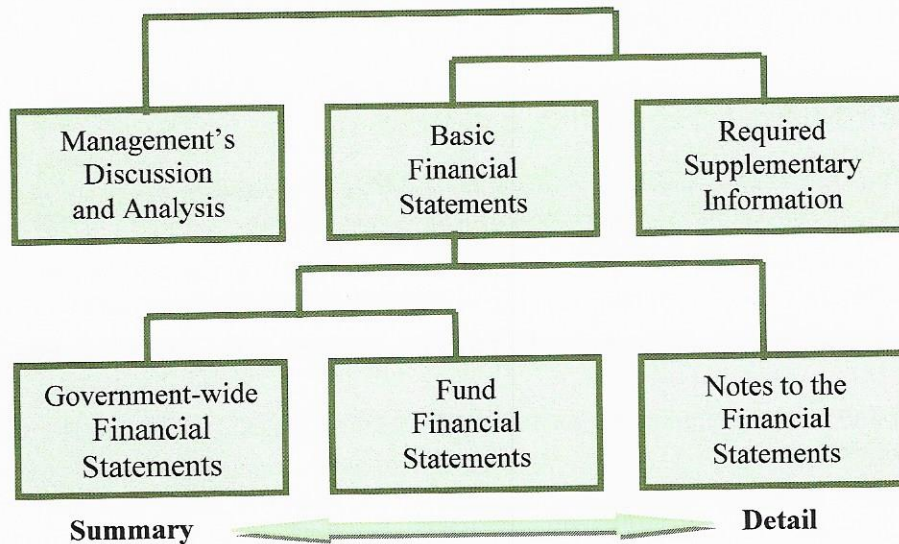 Management's
Discussion
and Analysis
Basic
Financial
Statements
Required
Supplementary
Information
Government-wide
Financial
Statements
Fund
Financial
Statements
Notes to the
Financial
Statements
Summary
Detail